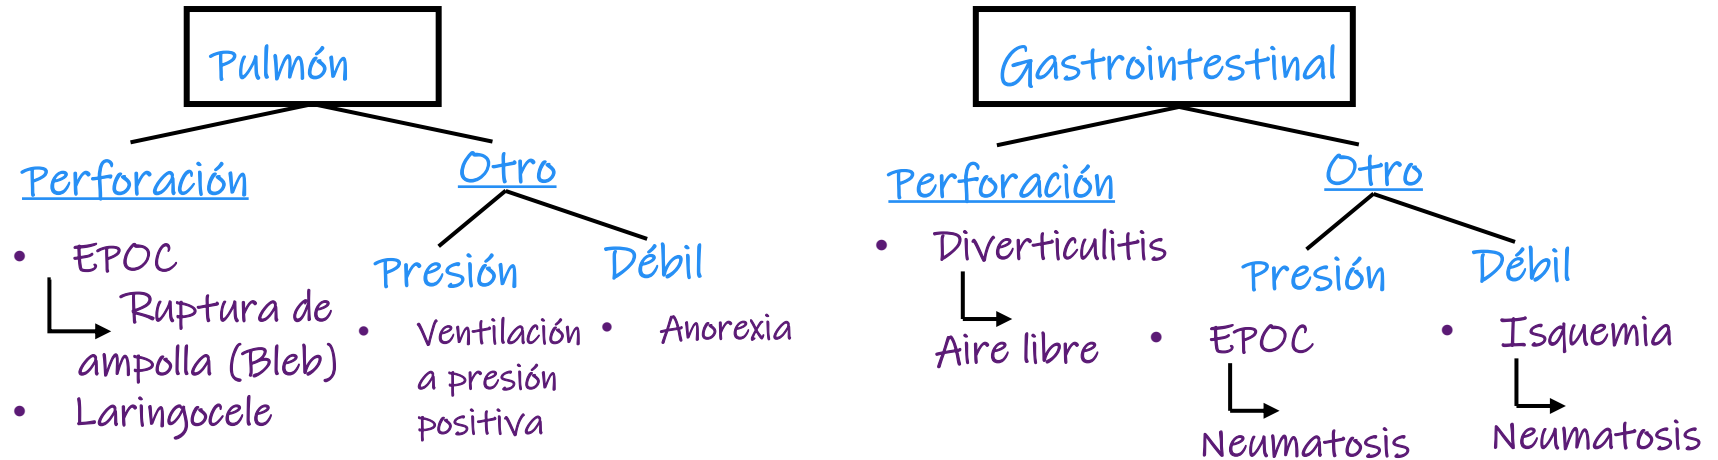 Pulmón
Perforación
Otro
• EPOC
Ruptura de
ampolla (Bleb)
• Laringocele
Presión
• Ventilación
a presión
positiva
Débil
• Anorexia
Gastrointestinal
Perforación
Otro
• Diverticulitis
Aire libre
Presión
• EPOC
Neumatosis
Débil
• Isquemia
Neumatosis